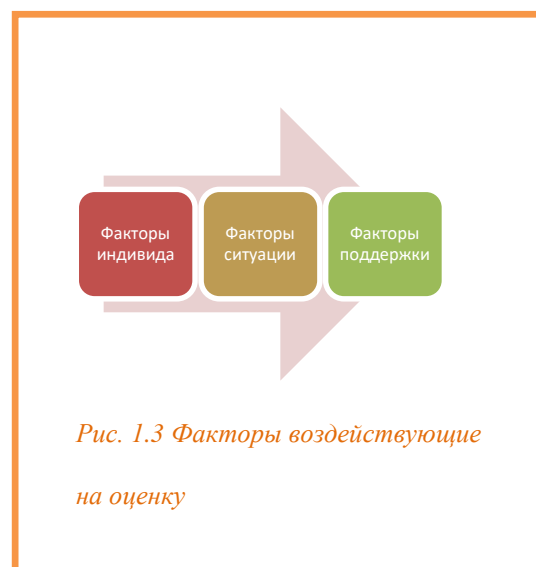 Факторы
индивида
Факторы
ситуации
Факторы
поддержки
Рис. 1.3 Факторы воздействующие
на оценку